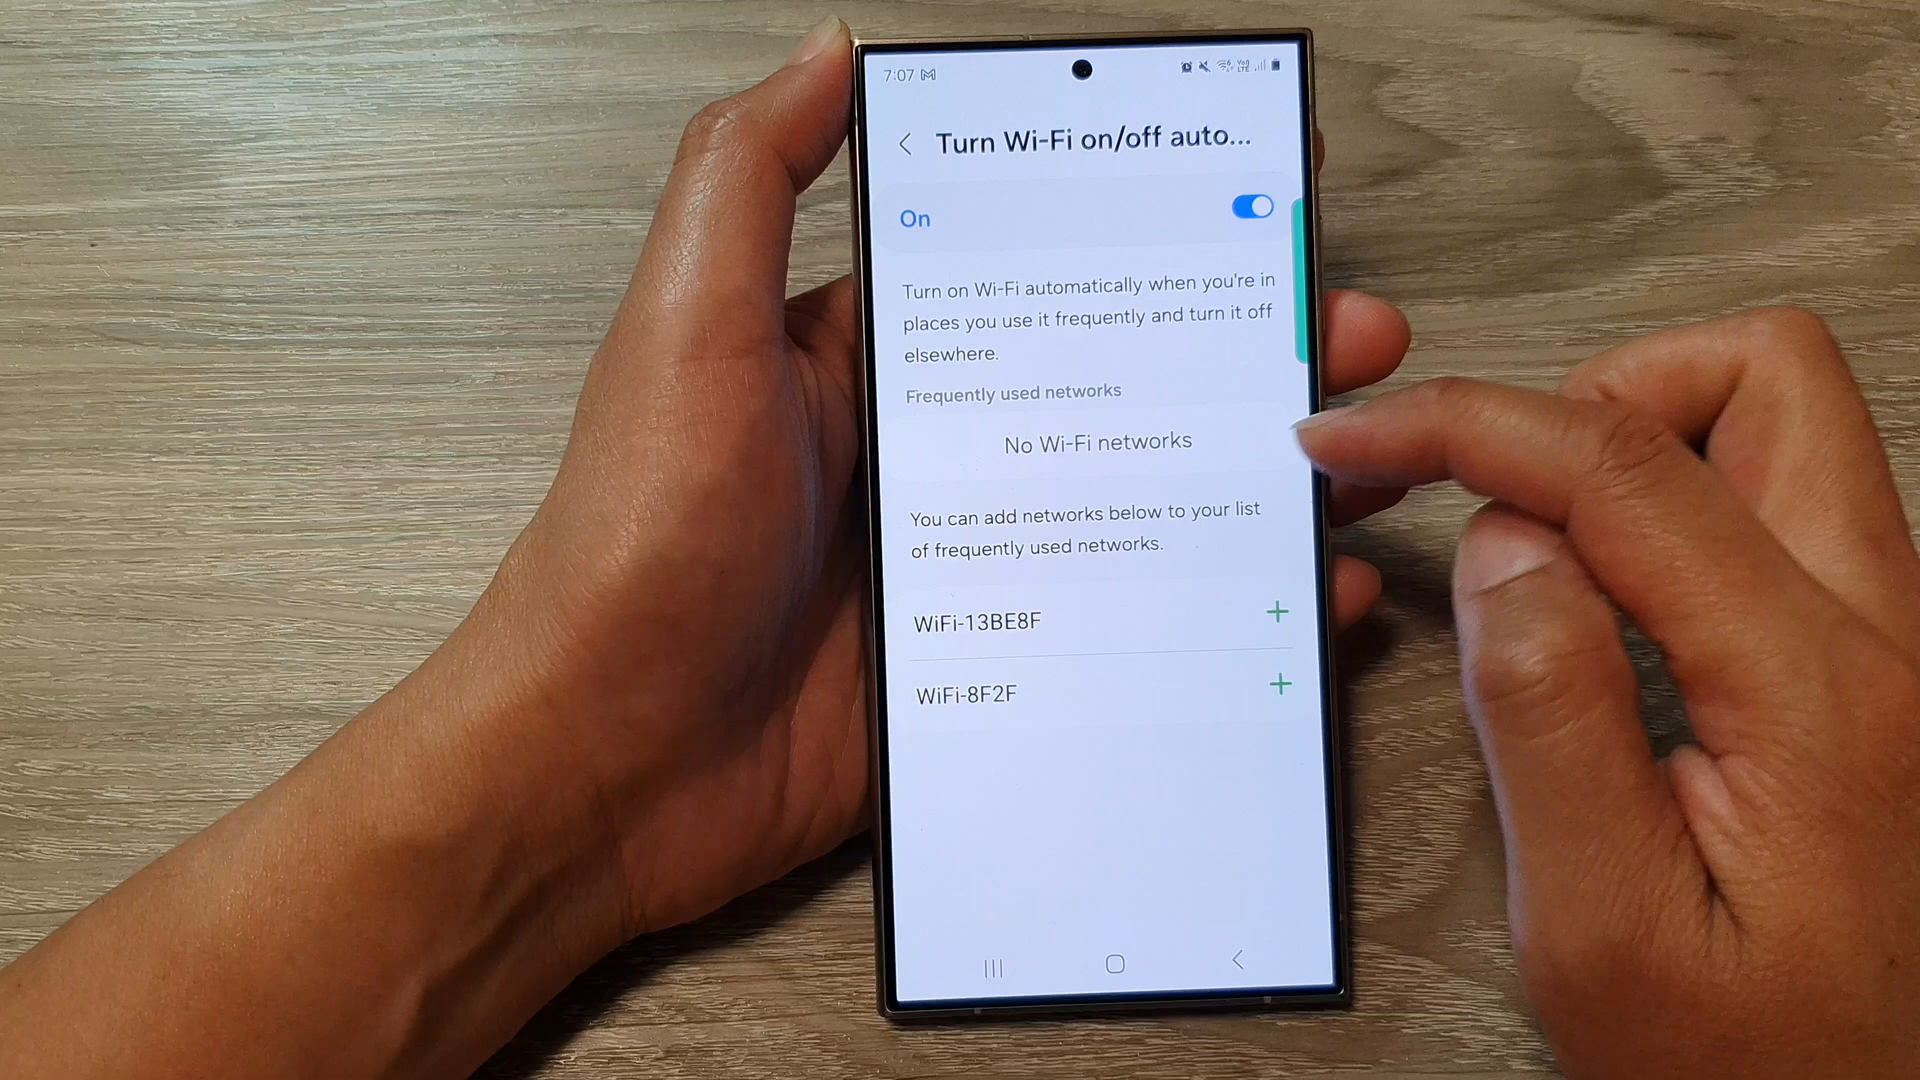 7:07
Turn Wi-Fi on/off auto...
On
Turn on Wi-Fi automatically when you're in
places you use it frequently and turn it off
elsewhere.
Frequently used networks
No Wi-Fi networks
You can add networks below to your list
of frequently used networks.
WiFi-13BE8F
WiFi-8F2F